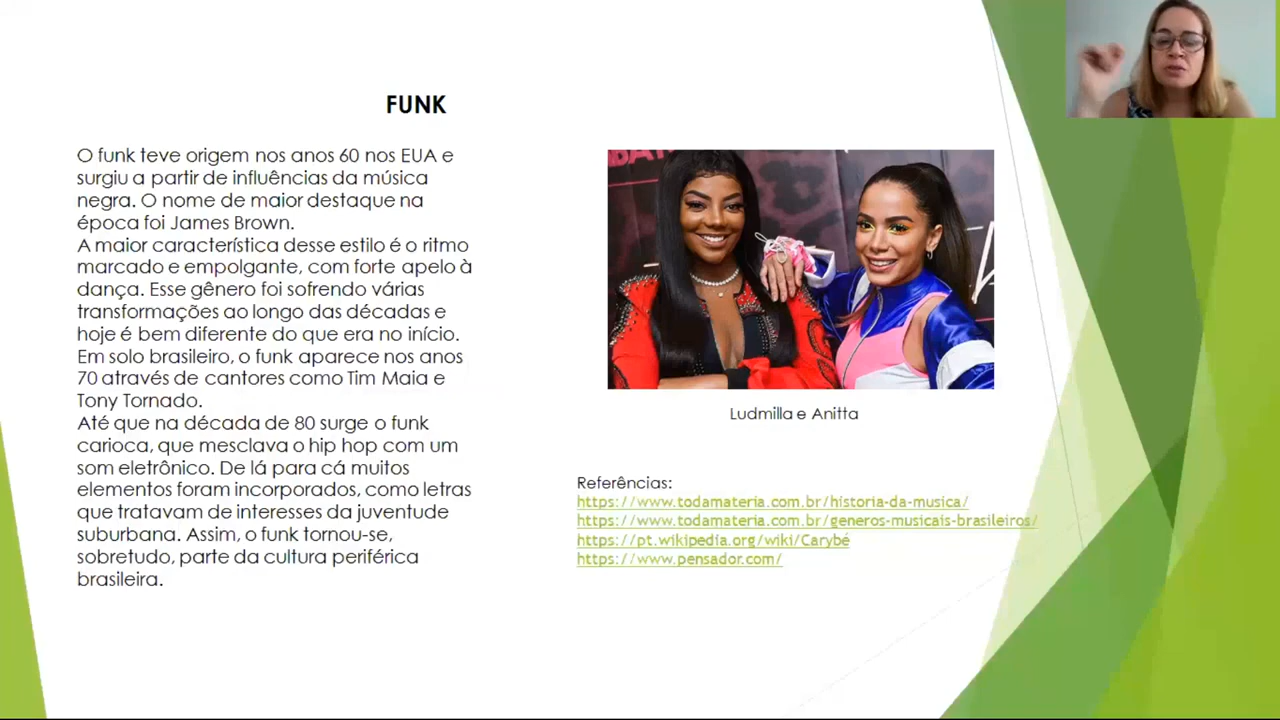 FUNK
O funk teve origem nos anos 60 nos EUA e
surgiu a partir de influências da música
negra. O nome de maior destaque na
época foi James Brown.
A maior característica desse estilo é o ritmo
marcado e empolgante, com forte apelo à
dança. Esse gênero foi sofrendo várias
transformações ao longo das décadas e
hoje é bem diferente do que era no início.
Em solo brasileiro, o funk aparece nos anos
70 através de cantores como Tim Maia e
Tony Tornado.
Até que na década de 80 surge o funk
carioca, que mesclava o hip hop com um
som eletrônico. De lá para cá muitos
elementos foram incorporados, como letras
que tratavam de interesses da juventude
suburbana. Assim, o funk tornou-se,
sobretudo, parte da cultura periférica
brasileira.
Ludmilla e Anitta
Referências:
https://www.todamateria.com.br/historia-da-musica/
https://www.todamateria.com.br/generos-musicais-brasileiros/
https://pt.wikipedia.org/wiki/Carybé
https://www.pensador.com/